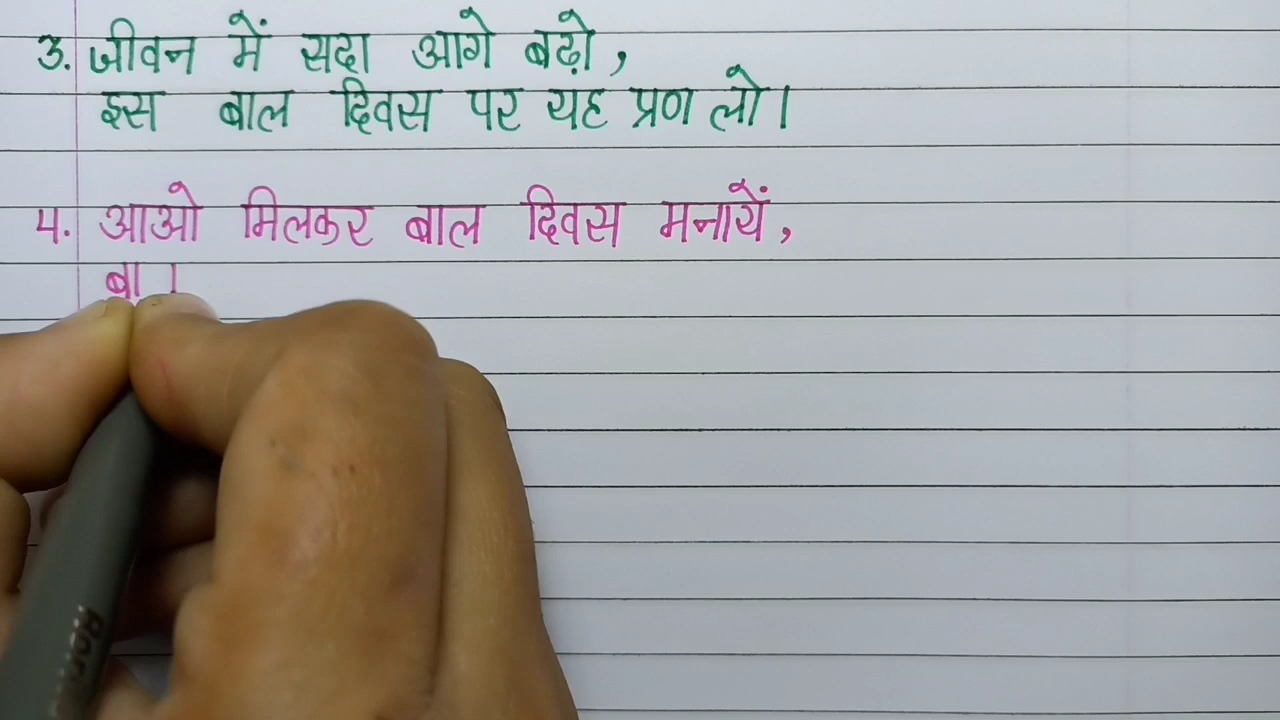 3. जीवन में सदा आगे बढ़ो,
इस बाल दिवस पर यह प्रण लो।
4. आओ मिलकर बाल दिवस मनायें,
बा